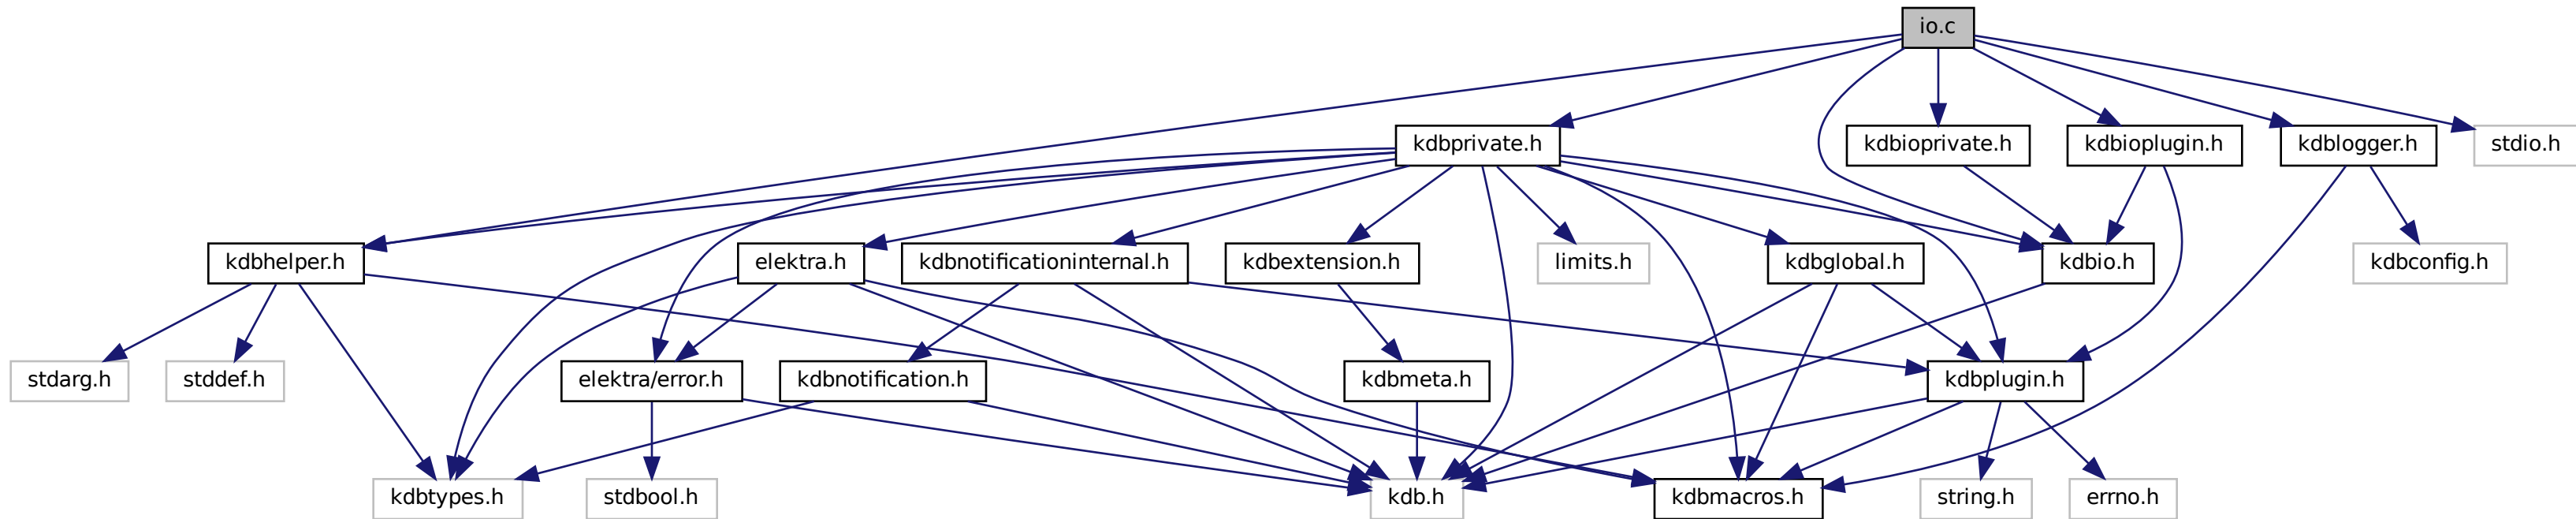 io.c
kdbprivate.h
kdbioprivate.h
kdbioplugin.h
kdblogger.h
stdio.h
kdbhelper.h
elektra.h
kdbnotificationinternal.h
kdbextension.h
limits.h
kdbglobal.h
kdbio.h
kdbconfig.h
stdarg.h
stddef.h
elektra/error.h
kdbnotification.h
kdbmeta.h
kdbplugin.h
kdbtypes.h
stdbool.h
kdb.h
kdbmacros.h
string.h
errno.h